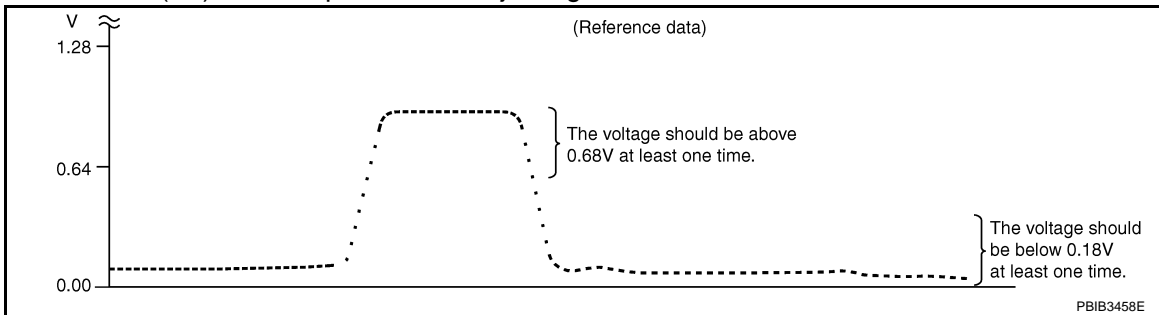 V
(Reference data)
1.28
The voltage should be above
0.68V at least one time.
0.64
The voltage should
be below 0.18V
at least one time.
0.00
PBIB3458E